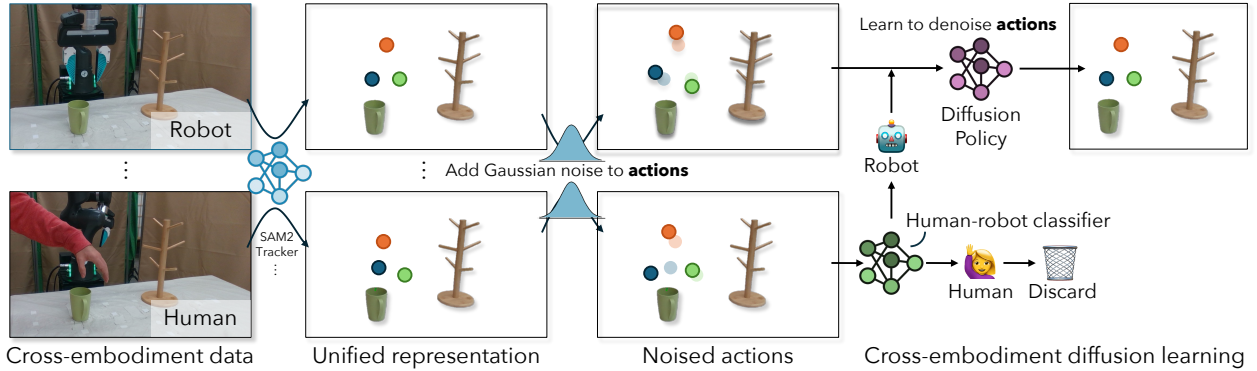 Robot
Human
SAM2
Tracker
Add Gaussian noise to actions
Learn to denoise actions
Diffusion
Policy
Robot
Human-robot classifier
Human
Discard
Cross-embodiment data
Unified representation
Noised actions
Cross-embodiment diffusion learning